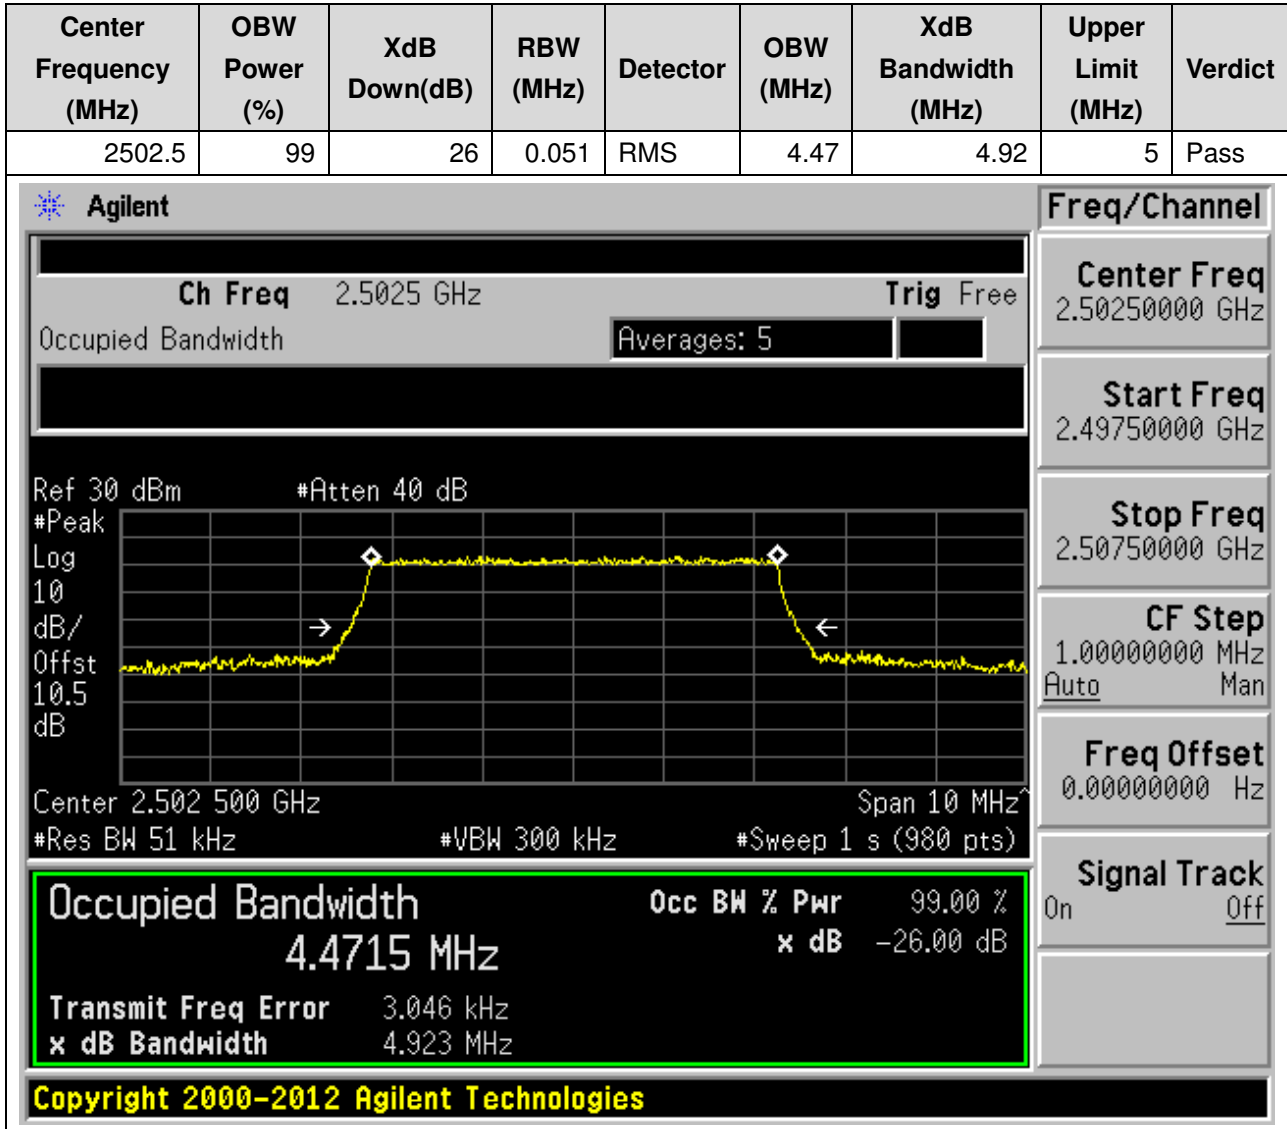 Center Frequency (MHz) OBW Power (%) XdB Down(dB) RBW (MHz) Detector OBW (MHz) XdB Bandwidth (MHz) Upper Limit (MHz) Verdict
2502.5 99 26 0.051 RMS 4.47 4.92 5 Pass
Agilent
Freq/Channel
Ch Freq 2.5025 GHz Trig Free
Occupied Bandwidth Averages: 5
Center Freq
2.50250000 GHz
Start Freq
2.49750000 GHz
Stop Freq
2.50750000 GHz
CF Step
1.00000000 MHz
Auto Man
Freq Offset
0.00000000 Hz
Signal Track
On Off
Ref 30 dBm #Atten 40 dB
#Peak
Log
10
dB/
Offst
10.5
dB
Center 2.502 500 GHz Span 10 MHz^
#Res BW 51 kHz #VBW 300 kHz #Sweep 1 s (980 pts)
Occupied Bandwidth Occ BW % Pwr 99.00 %
4.4715 MHz x dB -26.00 dB
Transmit Freq Error 3.046 kHz
x dB Bandwidth 4.923 MHz
Copyright 2000-2012 Agilent Technologies